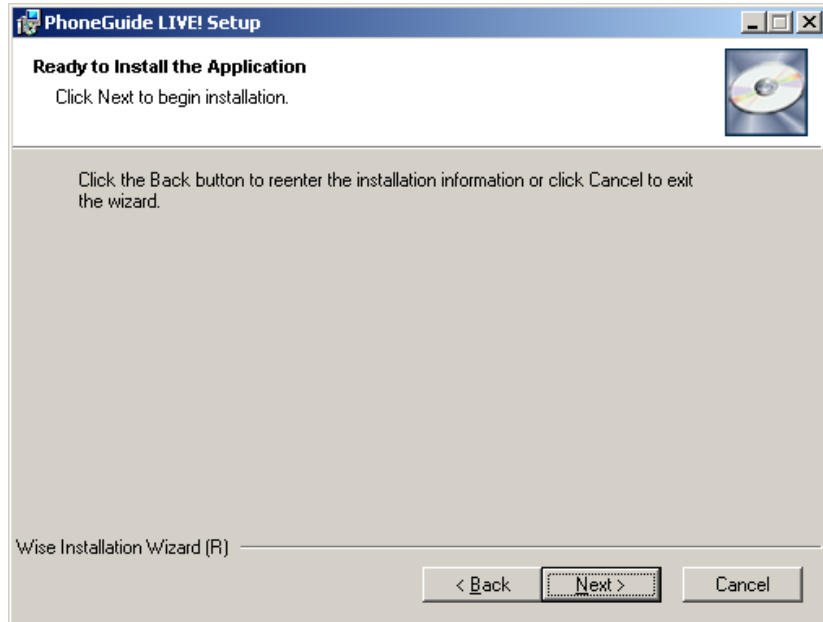 PhoneGuide LIVE! Setup
Ready to Install the Application
Click Next to begin installation.
Click the Back button to reenter the installation information or click Cancel to exit
the wizard.
Wise Installation Wizard (R)
< Back Next > Cancel